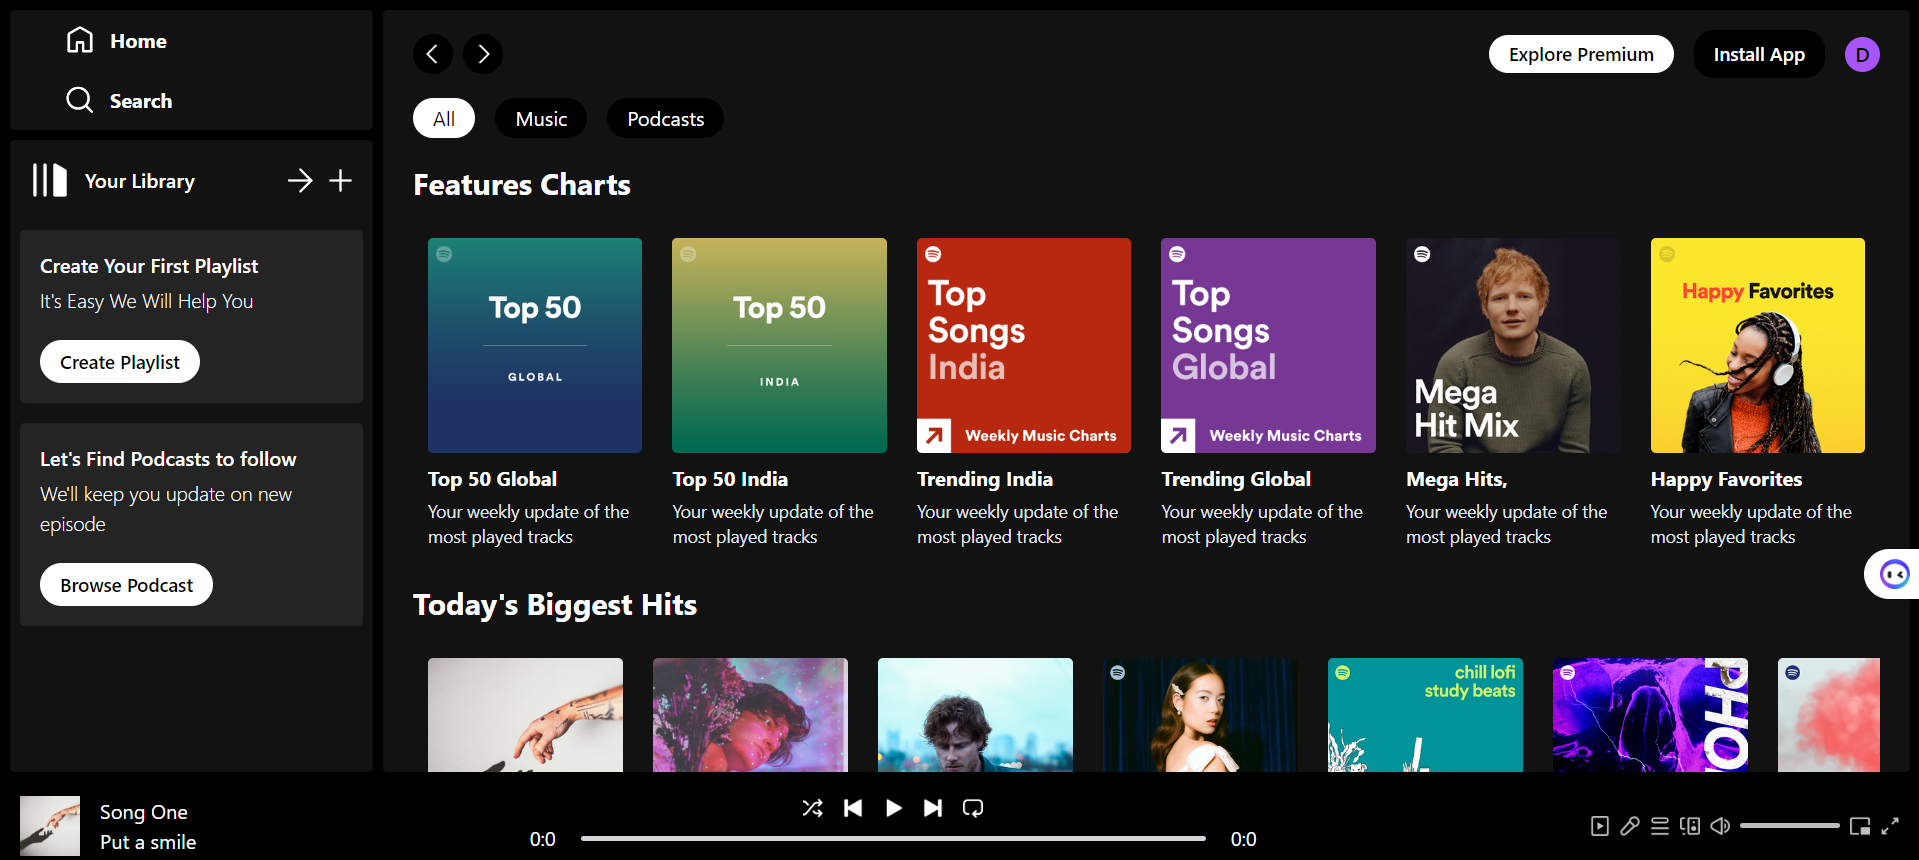 Home
Search
Your Library
Create Your First Playlist
It's Easy We Will Help You
Create Playlist
Let's Find Podcasts to follow
We'll keep you update on new
episode
Browse Podcast
Explore Premium
Install App
D
All
Music
Podcasts
Features Charts
Top 50
GLOBAL
Top 50 Global
Your weekly update of the
most played tracks
Top 50
INDIA
Top 50 India
Your weekly update of the
most played tracks
Top
Songs
India
Weekly Music Charts
Trending India
Your weekly update of the
most played tracks
Top
Songs
Global
Weekly Music Charts
Trending Global
Your weekly update of the
most played tracks
Mega
Hit Mix
Mega Hits,
Your weekly update of the
most played tracks
Happy Favorites
Happy Favorites
Your weekly update of the
most played tracks
Today's Biggest Hits
chill lofi
study beats
Song One
Put a smile
0:0
0:0